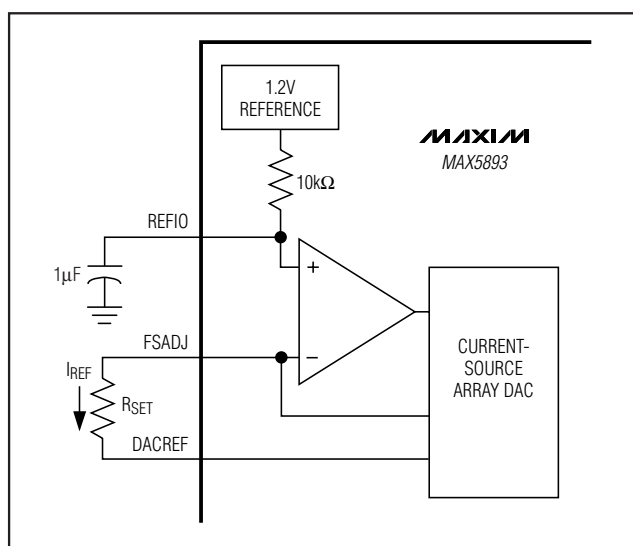 1.2V
REFERENCE
MAXIM
MAX5893
10kΩ
REFIO
+
1µF
FSADJ
−
IREF
RSET
DACREF
CURRENT-
SOURCE
ARRAY DAC